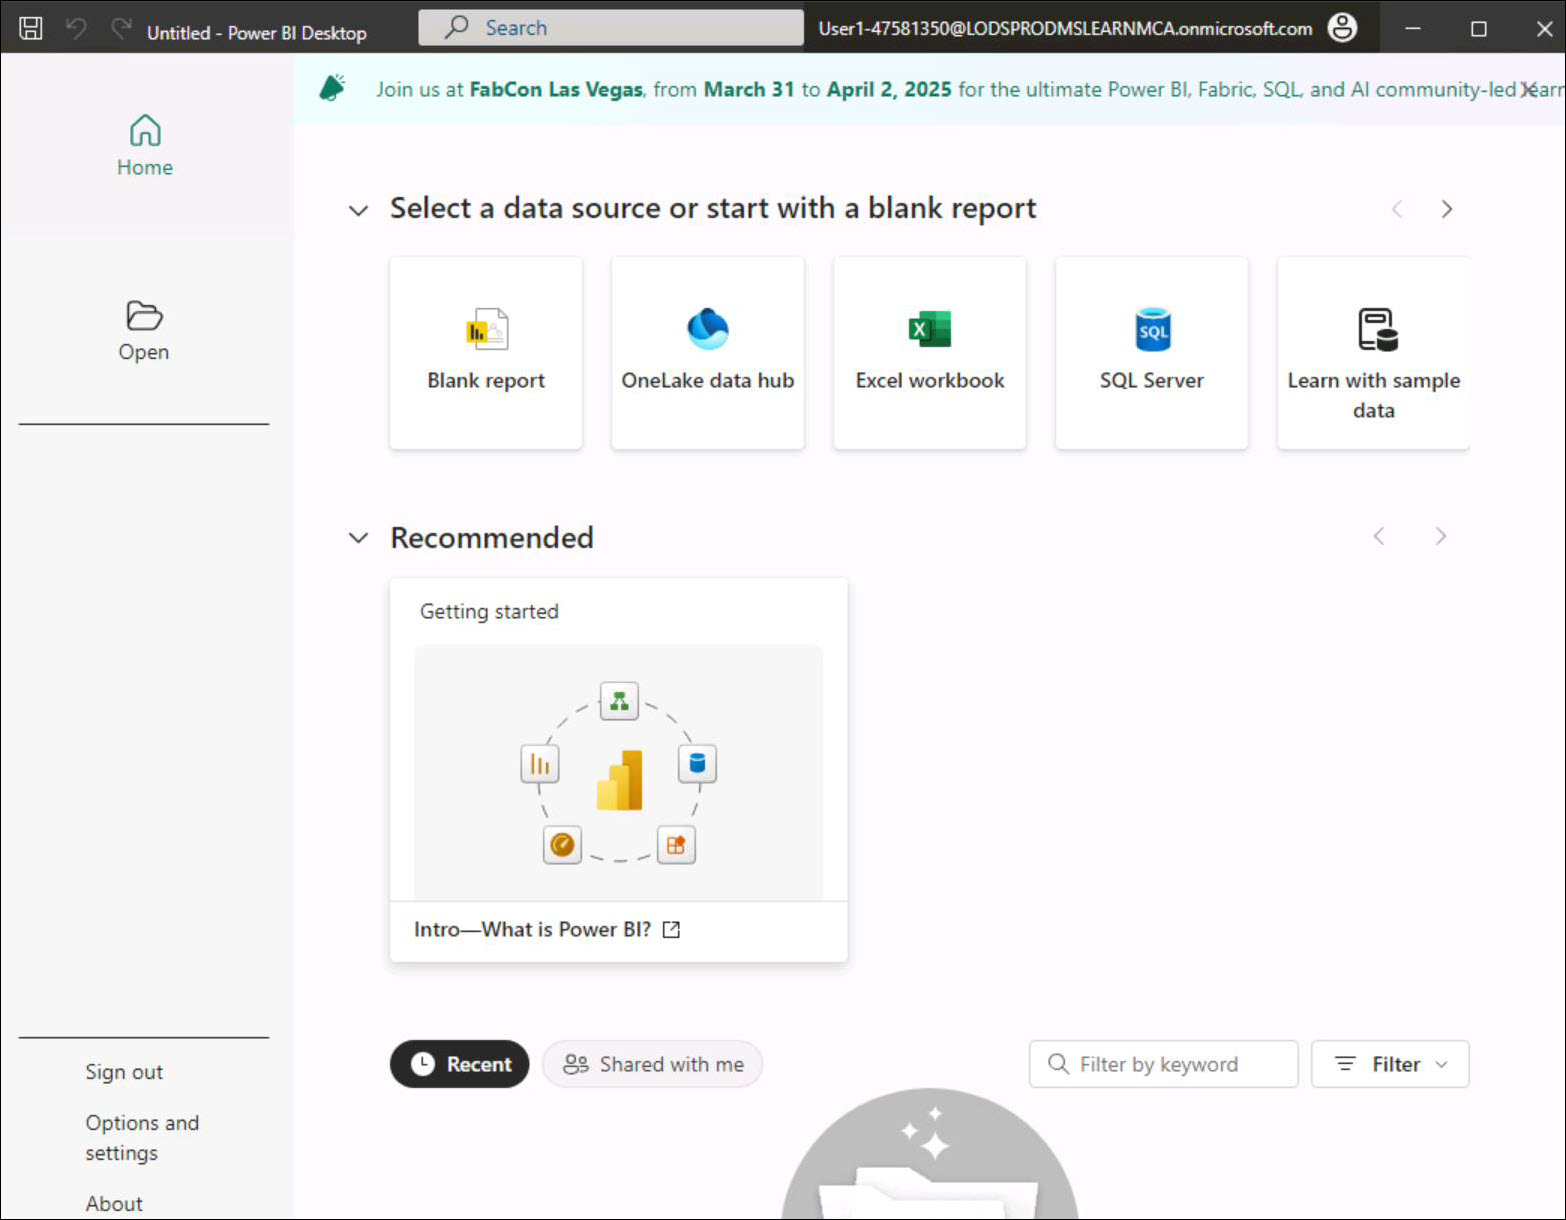 Untitled - Power BI Desktop
Search
User1-47581350@LODSPRODMSLEARNMCA.onmicrosoft.com
Join us at FabCon Las Vegas, from March 31 to April 2, 2025 for the ultimate Power BI, Fabric, SQL, and AI community-led
Home
Select a data source or start with a blank report
Open
Blank report
OneLake data hub
X
Excel workbook
SQL
SQL Server
Learn with sample
data
Recommended
Getting started
Intro—What is Power BI?
Recent
Shared with me
Filter by keyword
Filter
Sign out
Options and
settings
About